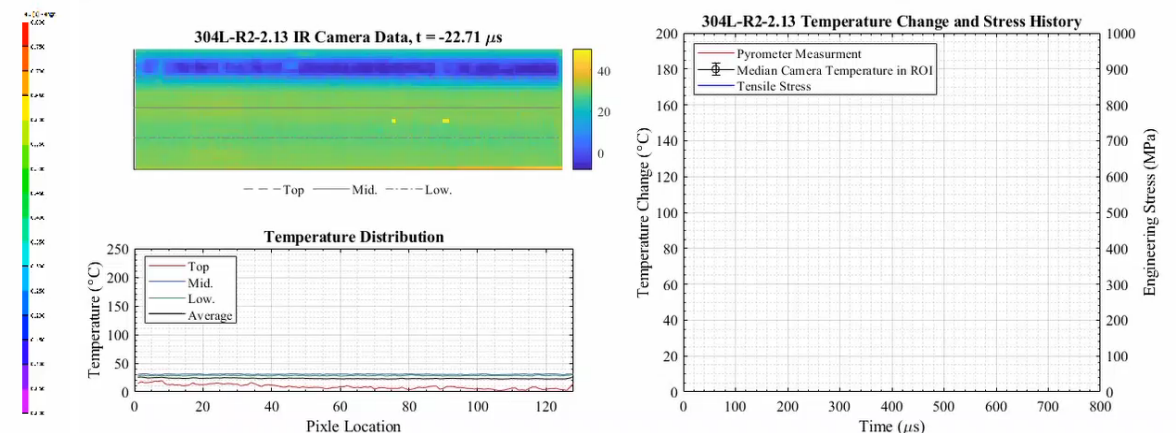 304L-R2-2.13 IR Camera Data, t = -22.71 μs
40
20
0
Top
Mid.
Low.
Temperature Distribution
250
200
150
100
50
0
Temperature (°C)
Top
Mid.
Low.
Average
0
20
40
60
80
100
120
Pixle Location
304L-R2-2.13 Temperature Change and Stress History
200
180
160
140
120
100
80
60
40
20
0
Temperature Change (°C)
Pyrometer Measurment
Median Camera Temperature in ROI
Tensile Stress
1000
900
800
700
600
500
400
300
200
100
0
Engineering Stress (MPa)
0
100
200
300
400
500
600
700
800
Time (μs)